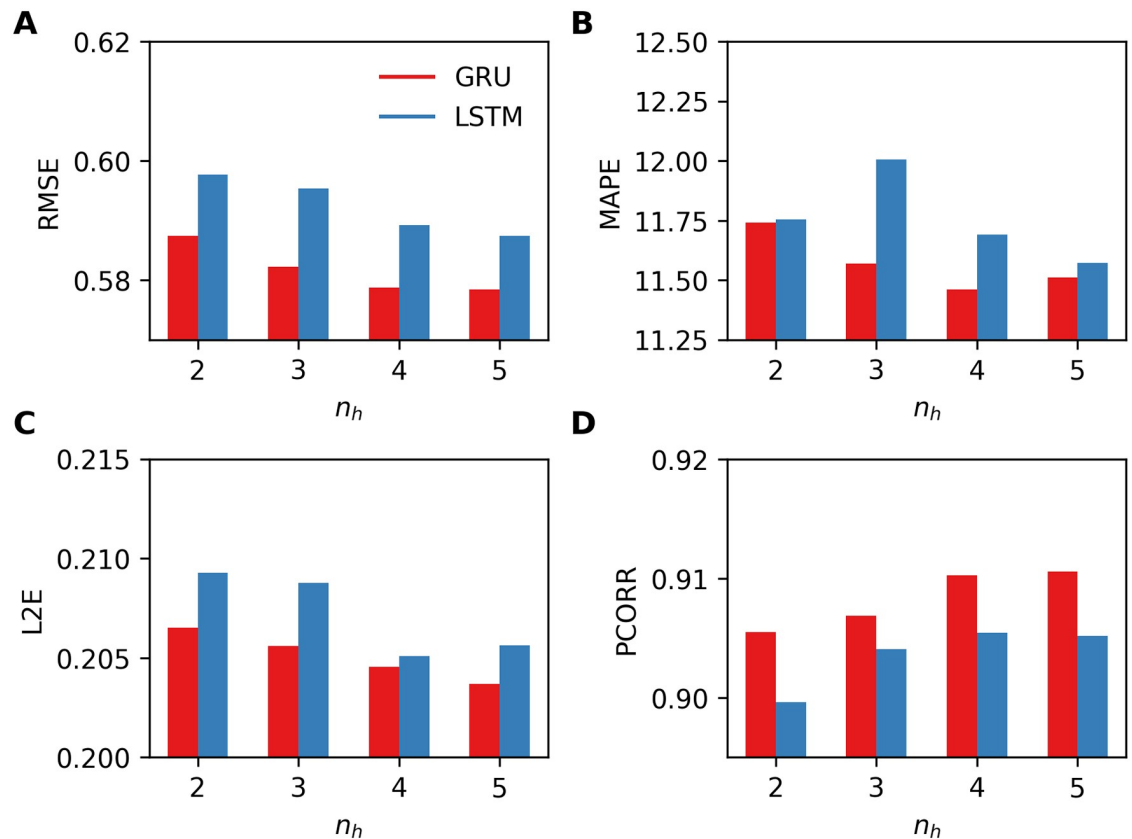 A
RMSE
0.62
0.60
0.58
GRU
LSTM
2 3 4 5
n_h
B
MAPE
12.50
12.25
12.00
11.75
11.50
11.25
2 3 4 5
n_h
C
L2E
0.215
0.210
0.205
0.200
2 3 4 5
n_h
D
PCORR
0.92
0.91
0.90
2 3 4 5
n_h